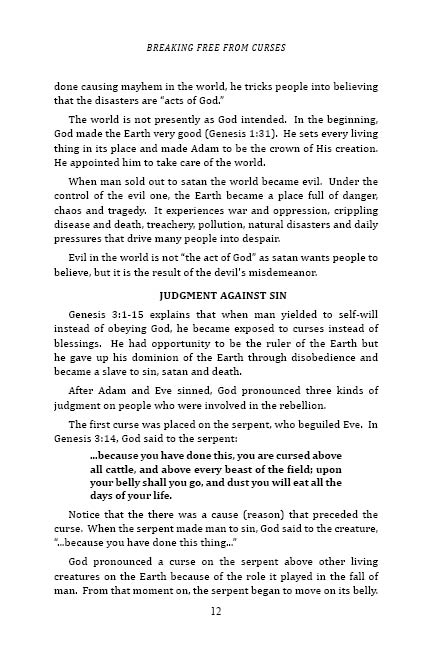 BREAKING FREE FROM CURSES
done causing mayhem in the world, he tricks people into believing
that the disasters are “acts of God.”
The world is not presently as God intended. In the beginning,
God made the Earth very good (Genesis 1:31). He sets every living
thing in its place and made Adam to be the crown of His creation.
He appointed him to take care of the world.
When man sold out to satan the world became evil. Under the
control of the evil one, the Earth became a place full of danger,
chaos and tragedy. It experiences war and oppression, crippling
disease and death, treachery, pollution, natural disasters and daily
pressures that drive many people into despair.
Evil in the world is not “the act of God” as satan wants people to
believe, but it is the result of the devil's misdemeanor.
JUDGMENT AGAINST SIN
Genesis 3:1-15 explains that when man yielded to self-will
instead of obeying God, he became exposed to curses instead of
blessings. He had opportunity to be the ruler of the Earth but
he gave up his dominion of the Earth through disobedience and
became a slave to sin, satan and death.
After Adam and Eve sinned, God pronounced three kinds of
judgment on people who were involved in the rebellion.
The first curse was placed on the serpent, who beguiled Eve. In
Genesis 3:14, God said to the serpent:
...because you have done this, you are cursed above
all cattle, and above every beast of the field; upon
your belly shall you go, and dust you will eat all the
days of your life.
Notice that the there was a cause (reason) that preceded the
curse. When the serpent made man to sin, God said to the creature,
“...because you have done this thing...”
God pronounced a curse on the serpent above other living
creatures on the Earth because of the role it played in the fall of
man. From that moment on, the serpent began to move on its belly.
12